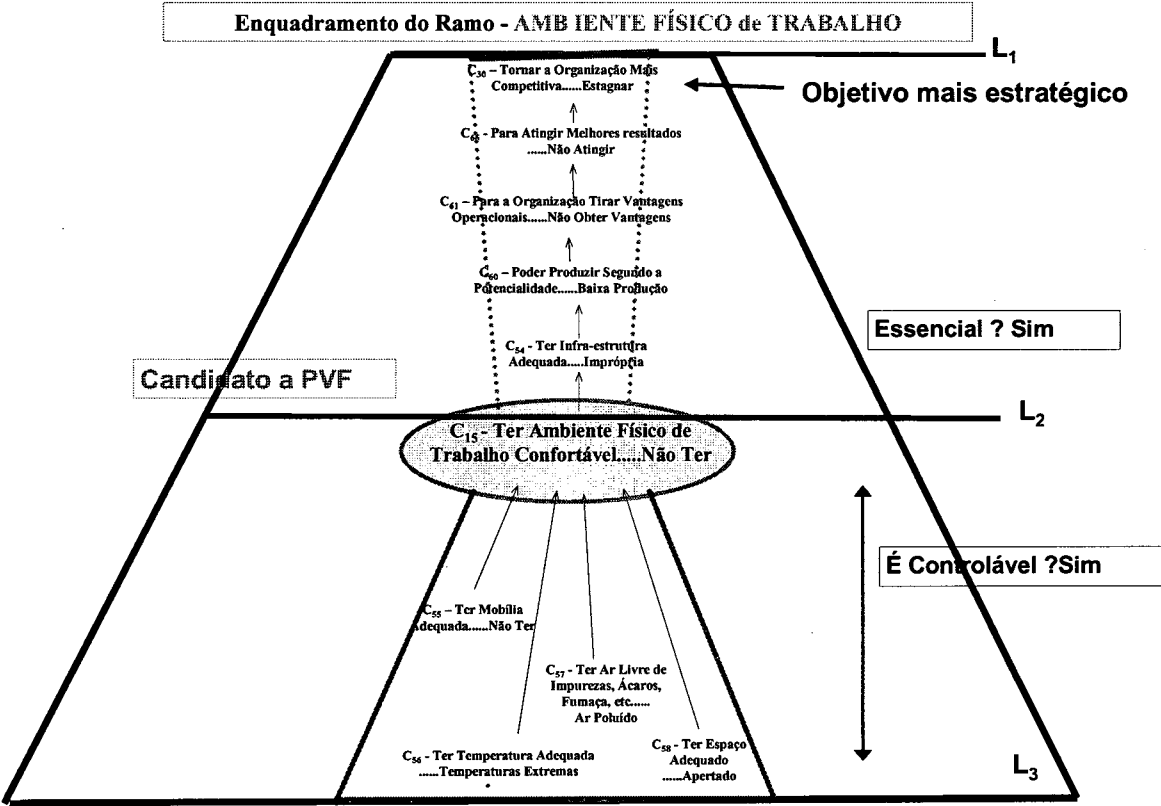 Enquadramento do Ramo - AMB IENTE FÍSICO de TRABALHO
L1
C36 – Tornar a Organização Mais
Competitiva......Estagnar
Objetivo mais estratégico
C62 - Para Atingir Melhores resultados
......Não Atingir
C61 – Para a Organização Tirar Vantagens
Operacionais......Não Obter Vantagens
C60 – Poder Produzir Segundo a
Potencialidade......Baixa Produção
Essencial ? Sim
C54 - Ter Infra-estrutura
Adequada.....Imprópria
Candidato a PVF
L2
C15 - Ter Ambiente Físico de
Trabalho Confortável.....Não Ter
É Controlável ?Sim
C55 – Ter Mobília
Adequada......Não Ter
C57 - Ter Ar Livre de
Impurezas, Ácaros,
Fumaça, etc......
Ar Poluído
C56 – Ter Temperatura Adequada
......Temperaturas Extremas
C58 - Ter Espaço
Adequado
......Apertado
L3